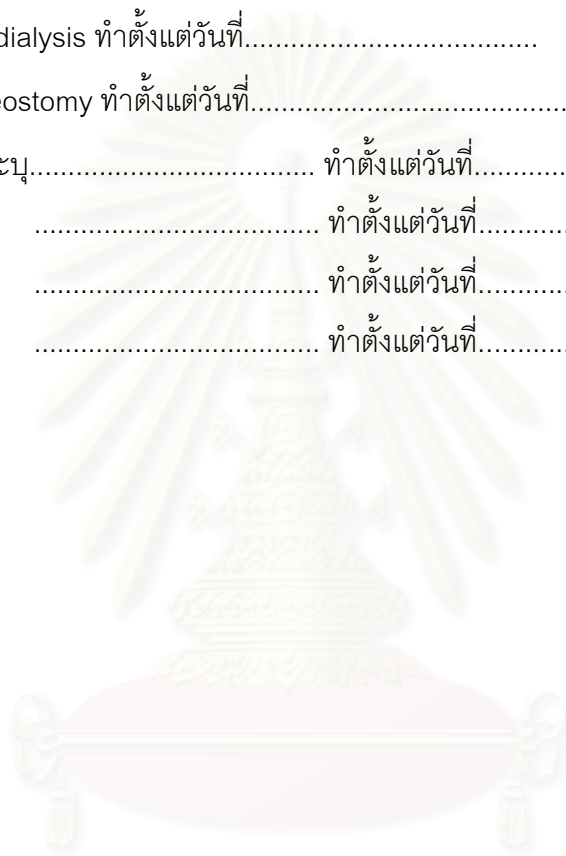 dialysis ทำตั้งแต่วันที่......................................
eostomy ทำตั้งแต่วันที่.........................................
ะบุ..................................... ทำตั้งแต่วันที่............
..................................... ทำตั้งแต่วันที่............
..................................... ทำตั้งแต่วันที่............
..................................... ทำตั้งแต่วันที่............